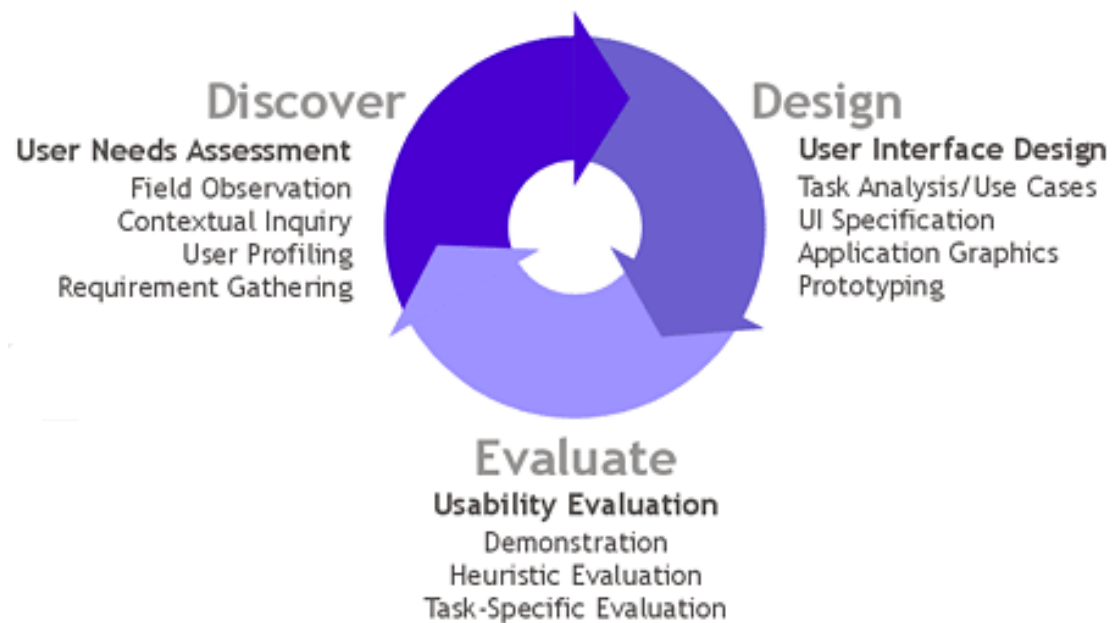 Discover
User Needs Assessment
Field Observation
Contextual Inquiry
User Profiling
Requirement Gathering
Design
User Interface Design
Task Analysis/Use Cases
UI Specification
Application Graphics
Prototyping
Evaluate
Usability Evaluation
Demonstration
Heuristic Evaluation
Task-Specific Evaluation